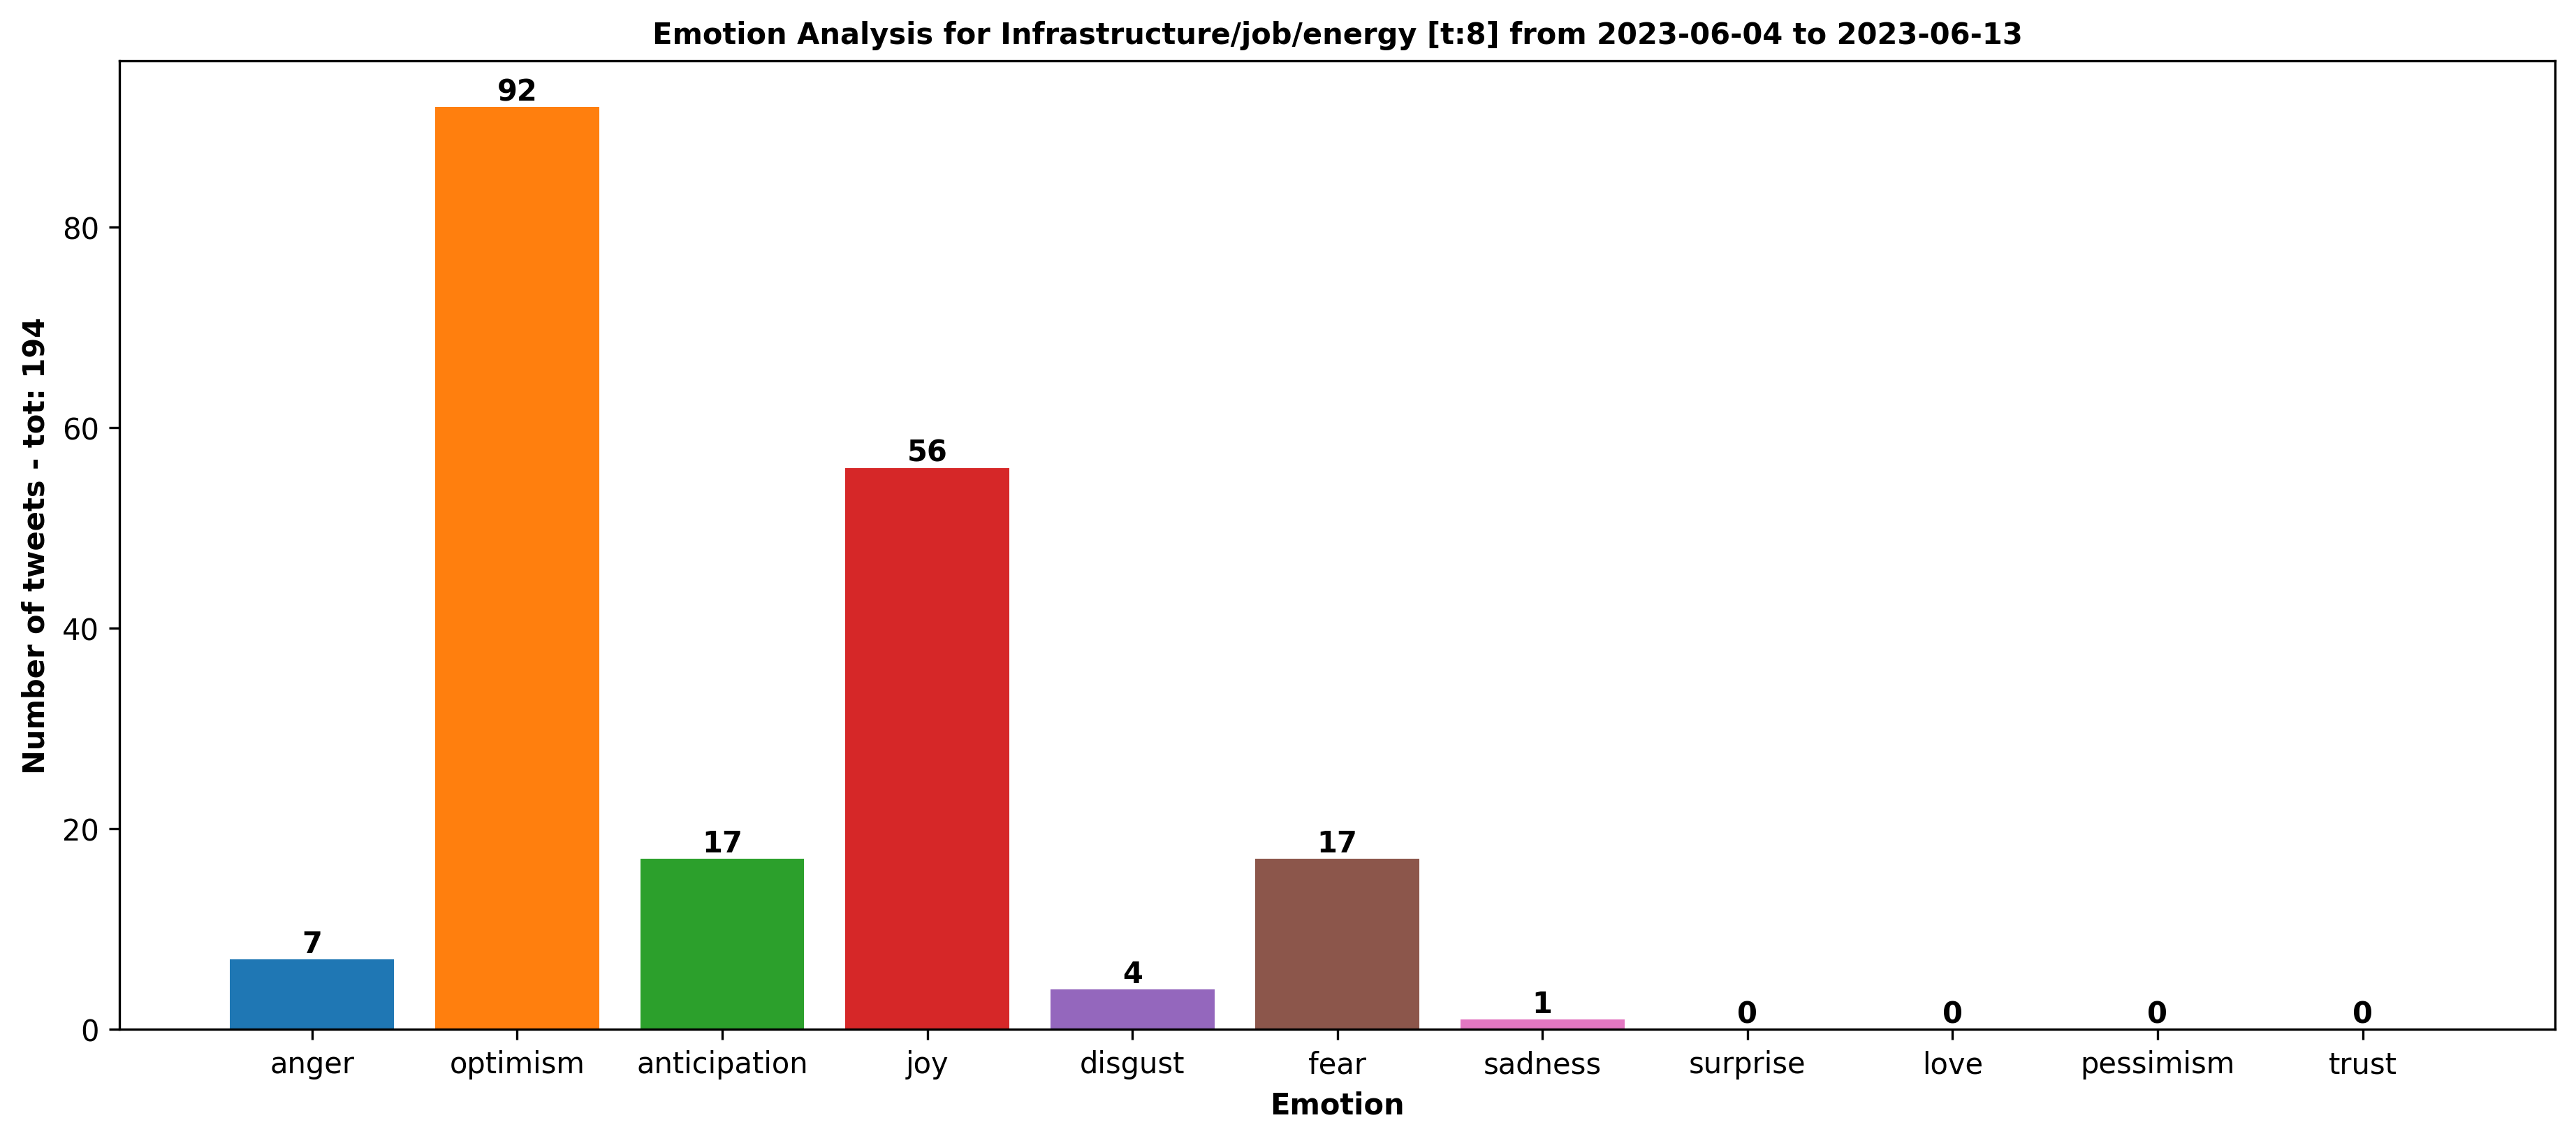 Emotion Analysis for Infrastructure/job/energy [t:8] from 2023-06-04 to 2023-06-13
Number of tweets - tot: 194
80
60
40
20
0
7
92
17
56
4
17
1
0
0
0
0
anger
optimism
anticipation
joy
disgust
fear
sadness
surprise
love
pessimism
trust
Emotion